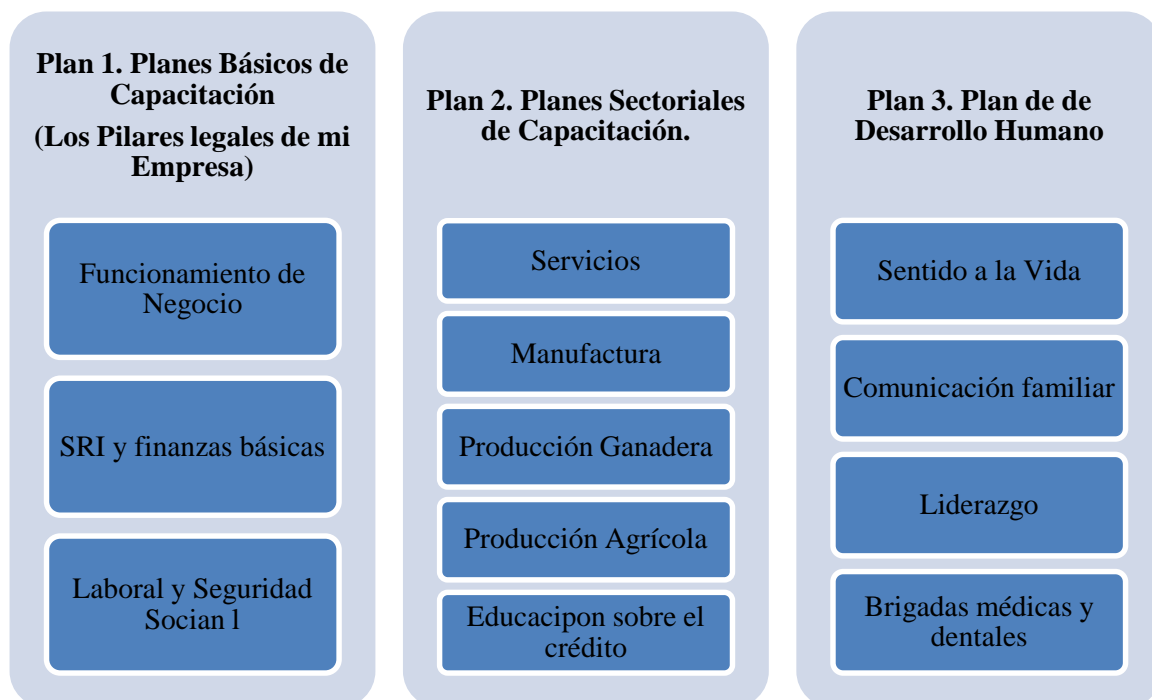 Plan 1. Planes Básicos de
Capacitación
(Los Pilares legales de mi
Empresa)
Funcionamiento de
Negocio
SRI y finanzas básicas
Laboral y Seguridad
Socian l
Plan 2. Planes Sectoriales
de Capacitación.
Servicios
Manufactura
Producción Ganadera
Producción Agrícola
Educacipon sobre el
crédito
Plan 3. Plan de de
Desarrollo Humano
Sentido a la Vida
Comunicación familiar
Liderazgo
Brigadas médicas y
dentales